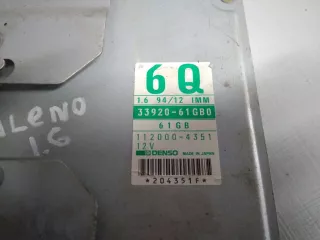 6Q
1.6 94/12 IMM
33920-61GB0
61GB
112000-4351
12V
DENSO MADE IN JAPAN
*204351F*
ALENO
1.6